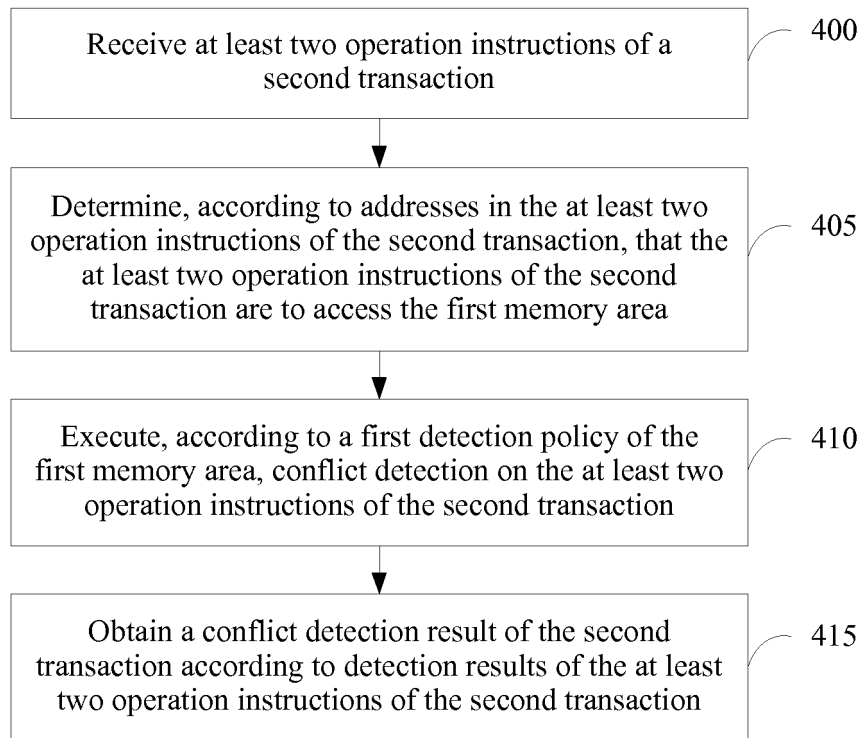 Receive at least two operation instructions of a
second transaction
400
Determine, according to addresses in the at least two
operation instructions of the second transaction, that the
at least two operation instructions of the second
transaction are to access the first memory area
405
Execute, according to a first detection policy of the
first memory area, conflict detection on the at least two
operation instructions of the second transaction
410
Obtain a conflict detection result of the second
transaction according to detection results of the at least
two operation instructions of the second transaction
415